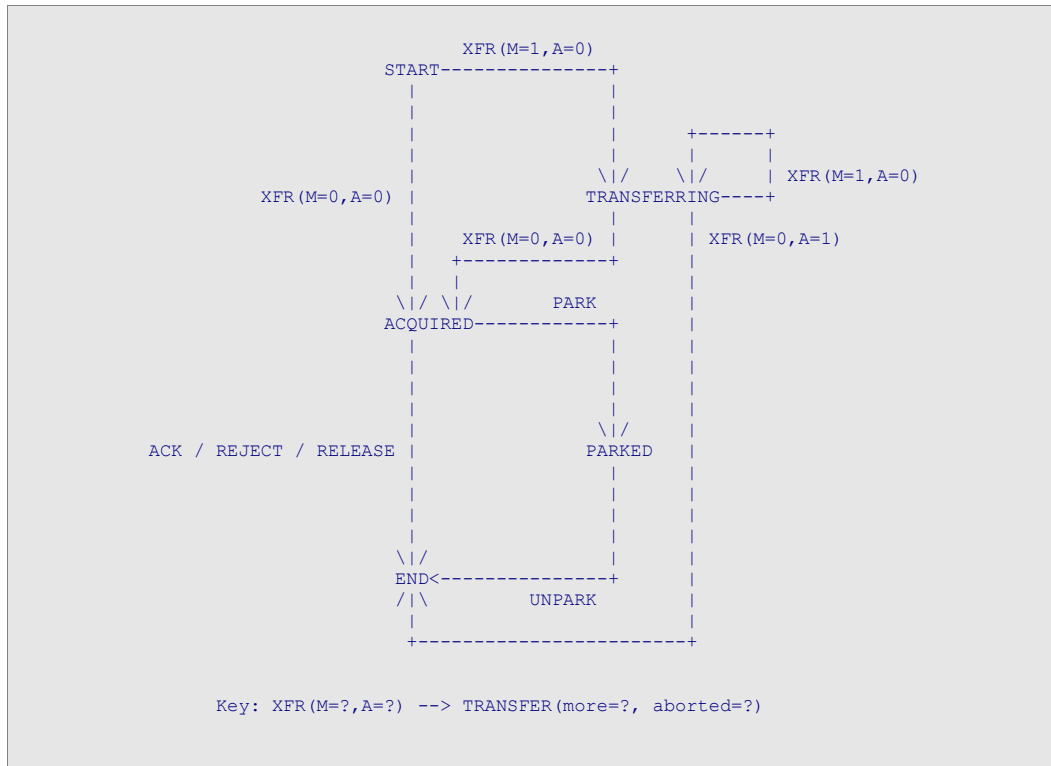 XFR(M=1,A=0)
START
XFR(M=1,A=0)
XFR(M=0,A=0) TRANSFERRING
XFR(M=0,A=0) XFR(M=0,A=1)
PARK
ACQUIRED
ACK / REJECT / RELEASE PARKED
END
UNPARK
Key: XFR(M=?,A=?) --> TRANSFER(more=?, aborted=?)